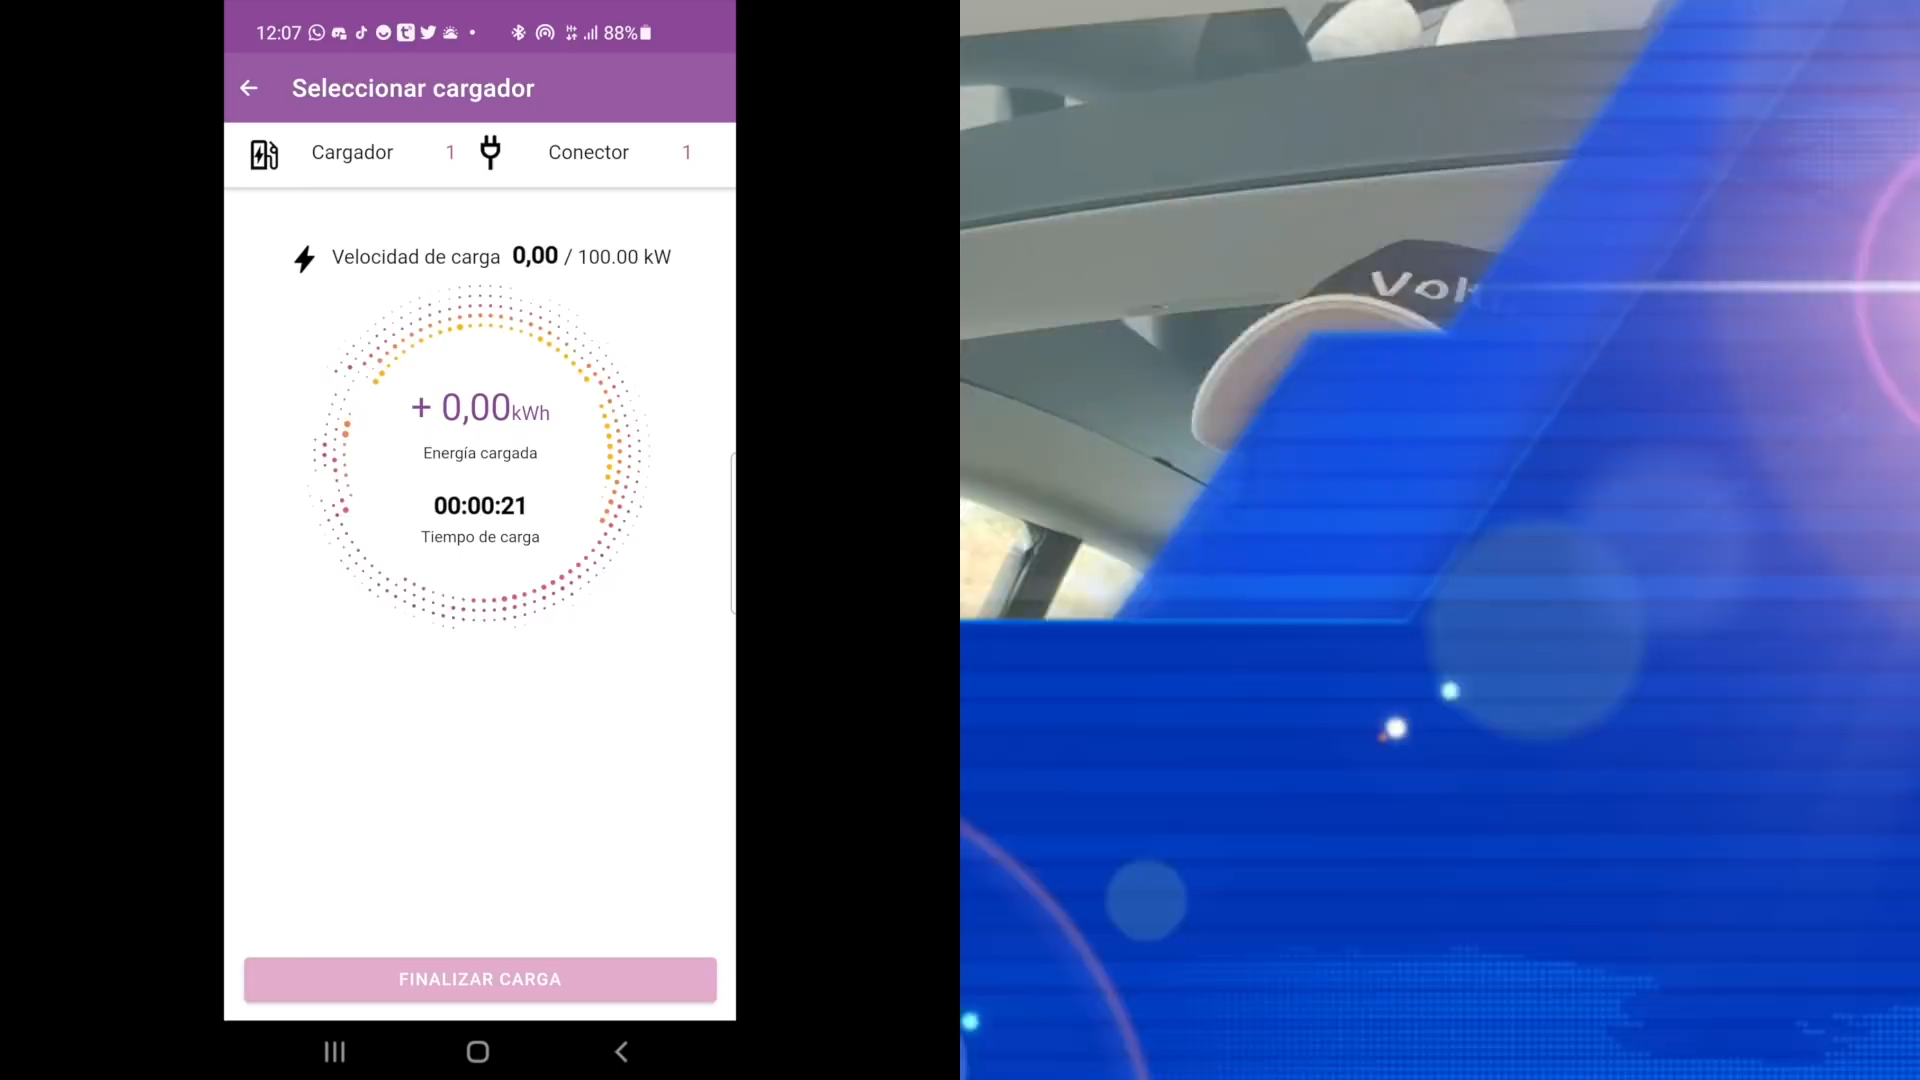 12:07 88%
Seleccionar cargador
Cargador 1 Conector 1
Velocidad de carga 0,00 / 100.00 kW
+ 0,00kWh
Energía cargada
00:00:21
Tiempo de carga
FINALIZAR CARGA